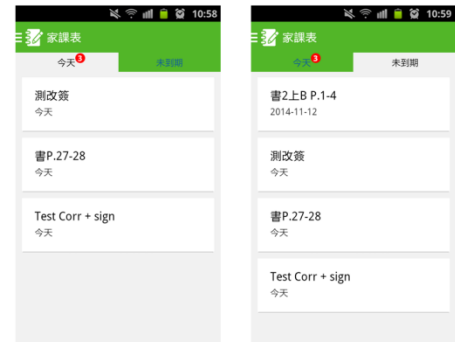 10:58
家課表
今天 3 未到期
測改簽
今天
書P.27-28
今天
Test Corr + sign
今天
10:59
家課表
今天 3 未到期
書2上B P.1-4
2014-11-12
測改簽
今天
書P.27-28
今天
Test Corr + sign
今天